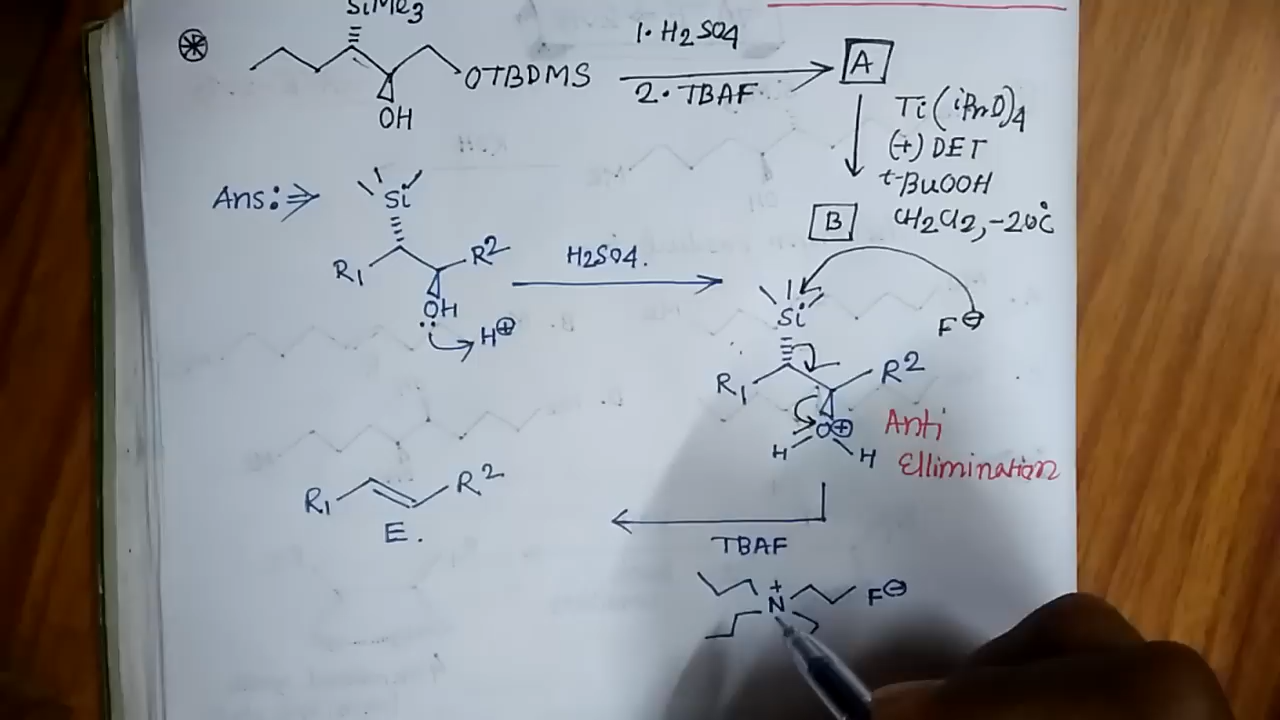 SiMe3
OTBDMS
OH
1. H2SO4
2. TBAF
A
Ti(iPrO)4
(+) DET
t-BuOOH
CH2Cl2, -20°C
B
Ans:⇒
Si
R1
R2
OH
H⊕
H2SO4.
Si
F⊖
R1
R2
O⊕
H
H
Anti
Ellimination
R1
R2
E.
TBAF
N+
F⊖